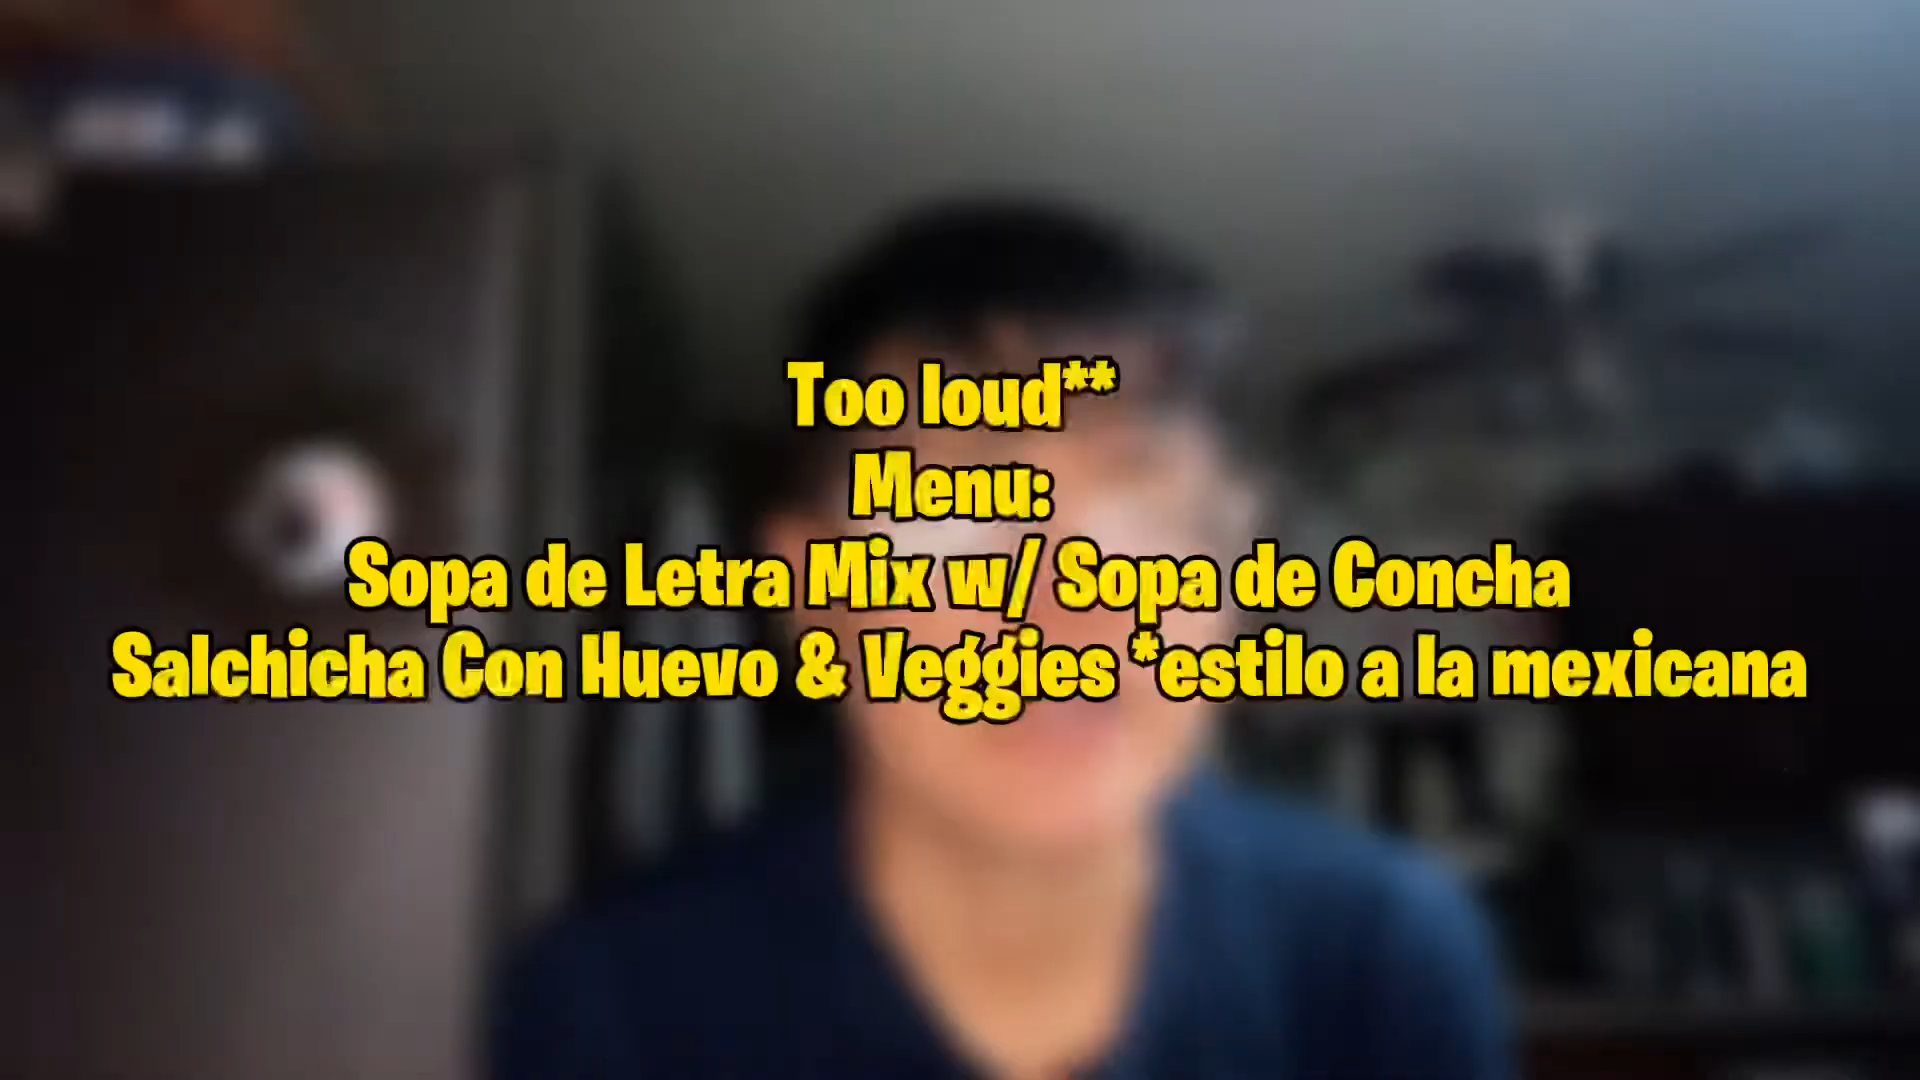 Too loud**
Menu:
Sopa de Letra Mix w/ Sopa de Concha
Salchicha Con Huevo & Veggies *estilo a la mexicana